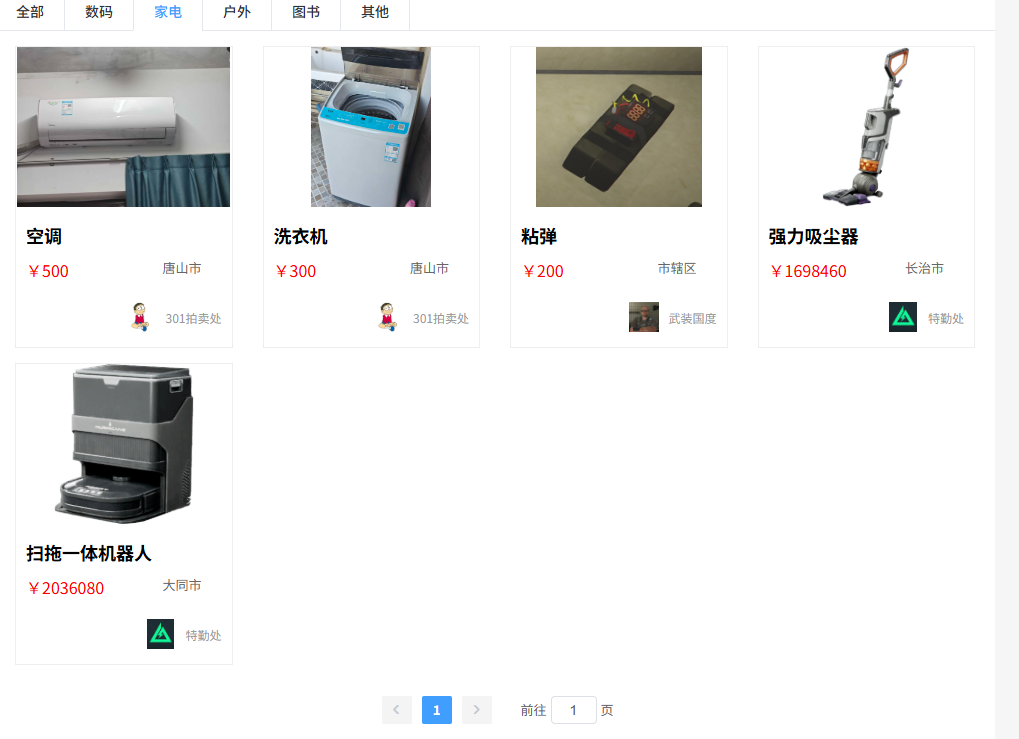 全部 数码 家电 户外 图书 其他
空调
￥500 唐山市
301拍卖处
洗衣机
￥300 唐山市
301拍卖处
粘弹
￥200 市辖区
武装国度
强力吸尘器
￥1698460 长治市
特勤处
扫拖一体机器人
￥2036080 大同市
特勤处
1 前往 1 页